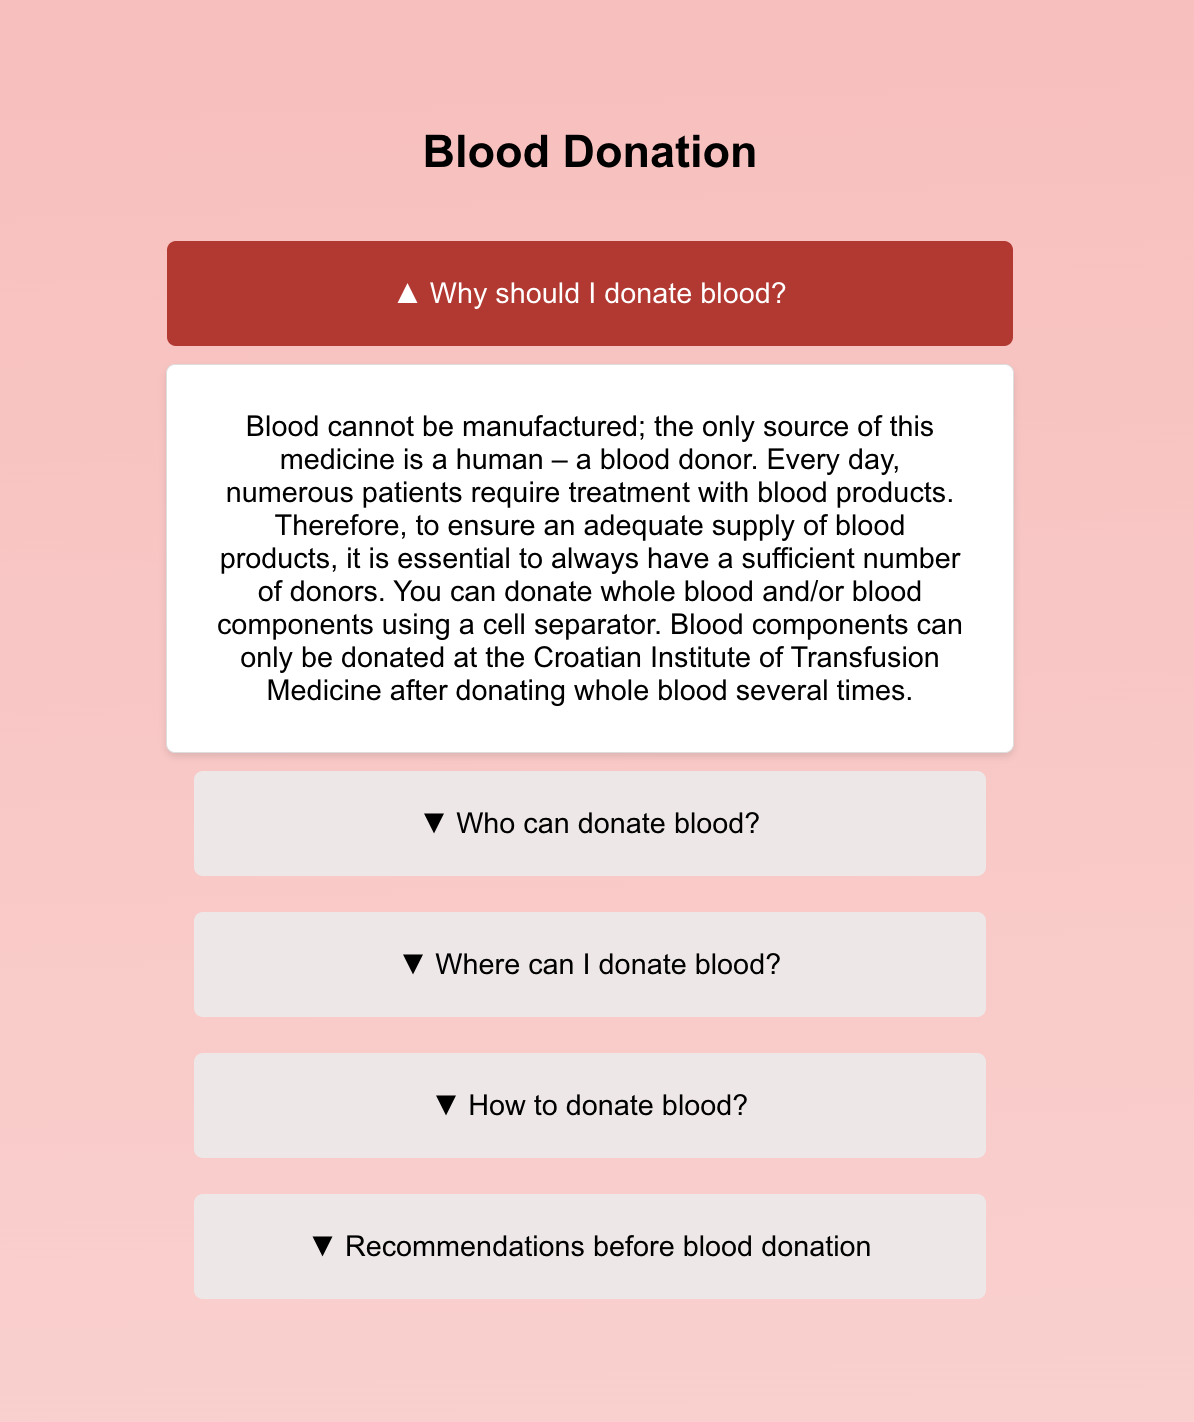 Blood Donation
▲ Why should I donate blood?
Blood cannot be manufactured; the only source of this
medicine is a human – a blood donor. Every day,
numerous patients require treatment with blood products.
Therefore, to ensure an adequate supply of blood
products, it is essential to always have a sufficient number
of donors. You can donate whole blood and/or blood
components using a cell separator. Blood components can
only be donated at the Croatian Institute of Transfusion
Medicine after donating whole blood several times.
▼ Who can donate blood?
▼ Where can I donate blood?
▼ How to donate blood?
▼ Recommendations before blood donation